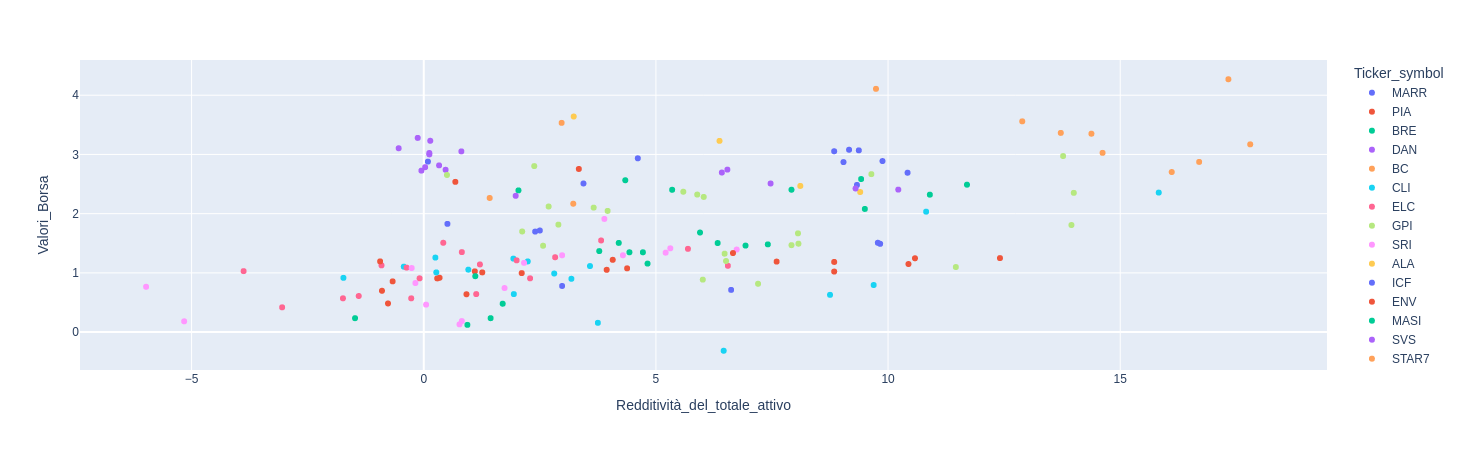 Ticker_symbol
MARR
PIA
BRE
DAN
BC
CLI
ELC
GPI
SRI
ALA
ICF
ENV
MASI
SVS
STAR7
4
3
2
1
0
Valori_Borsa
−5
0
5
10
15
Redditività_del_totale_attivo